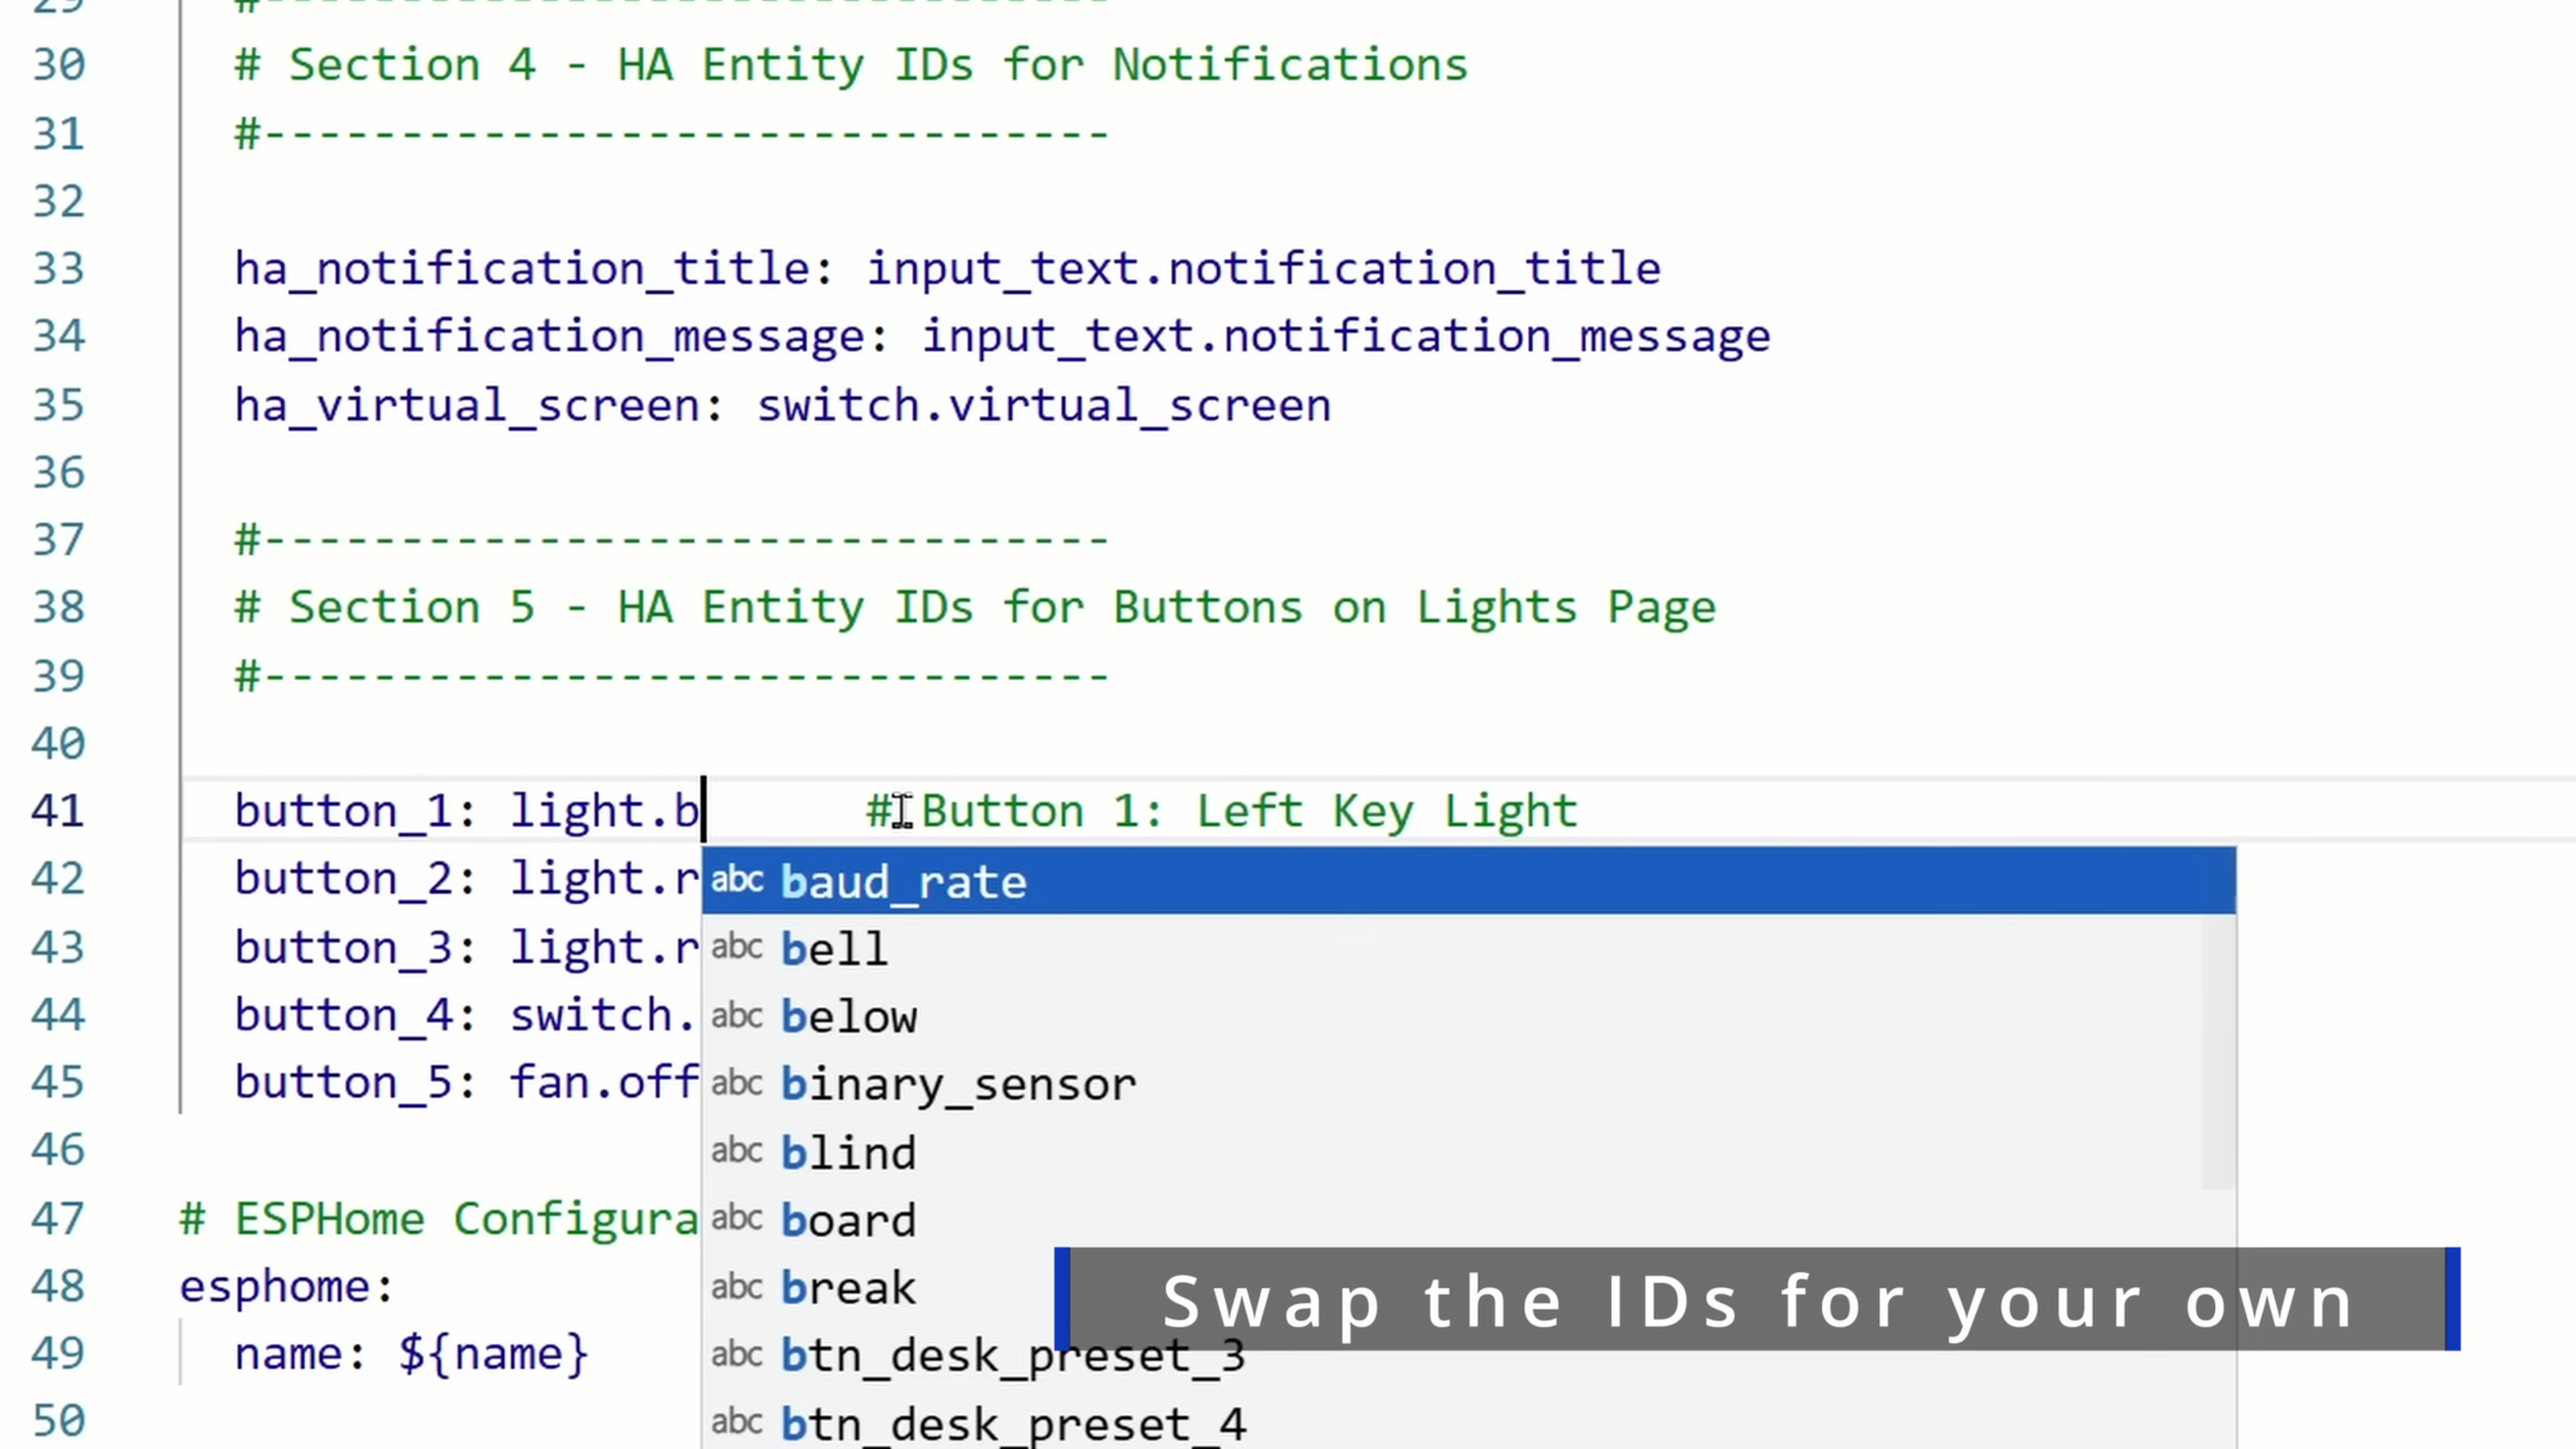 29 #-------------------------------
30 # Section 4 - HA Entity IDs for Notifications
31 #-------------------------------
32
33 ha_notification_title: input_text.notification_title
34 ha_notification_message: input_text.notification_message
35 ha_virtual_screen: switch.virtual_screen
36
37 #-------------------------------
38 # Section 5 - HA Entity IDs for Buttons on Lights Page
39 #-------------------------------
40
41 button_1: light.b # Button 1: Left Key Light
42 button_2: light.r
43 button_3: light.r
44 button_4: switch.
45 button_5: fan.off
46
47 # ESPHome Configura
48 esphome:
49 name: ${name}
50
abc baud_rate
abc bell
abc below
abc binary_sensor
abc blind
abc board
abc break
abc btn_desk_preset_3
abc btn_desk_preset_4
Swap the IDs for your own